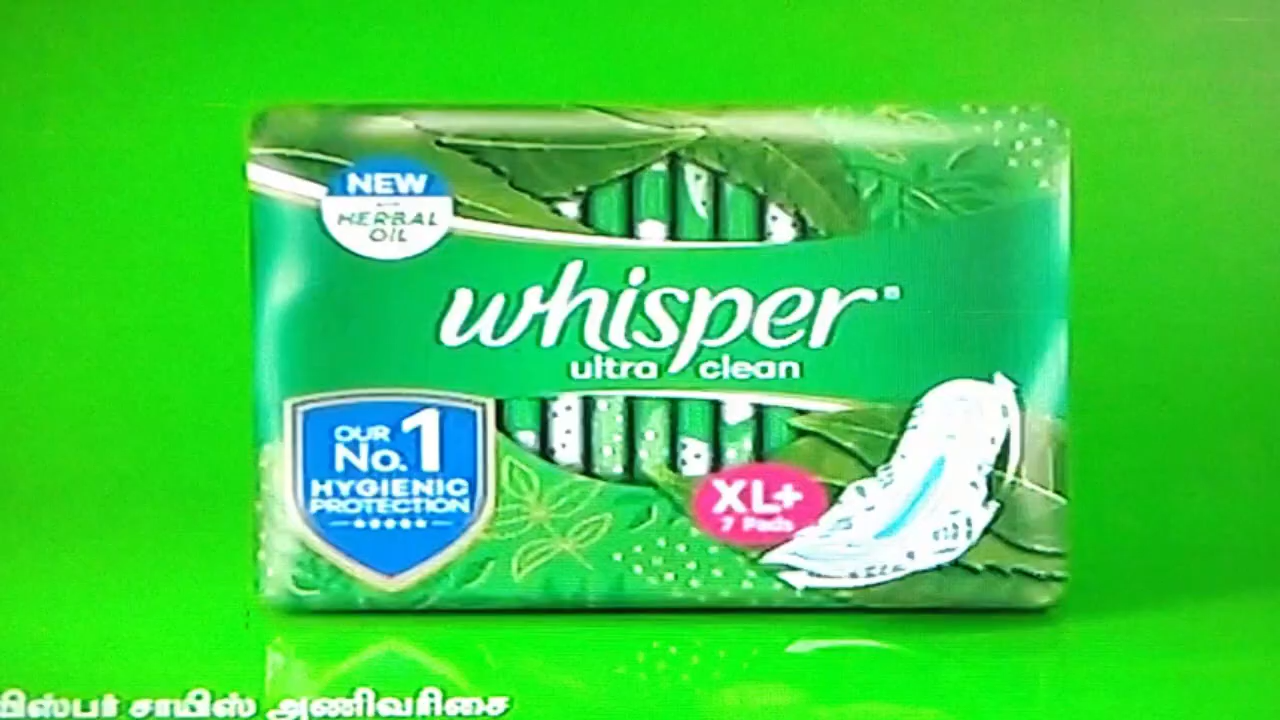 NEW
HERBAL
OIL
whisper
ultra clean
OUR
No. 1
HYGIENIC
PROTECTION
XL+
7 Pads
விஸ்பர் சாயிஸ் அணிவரிசை